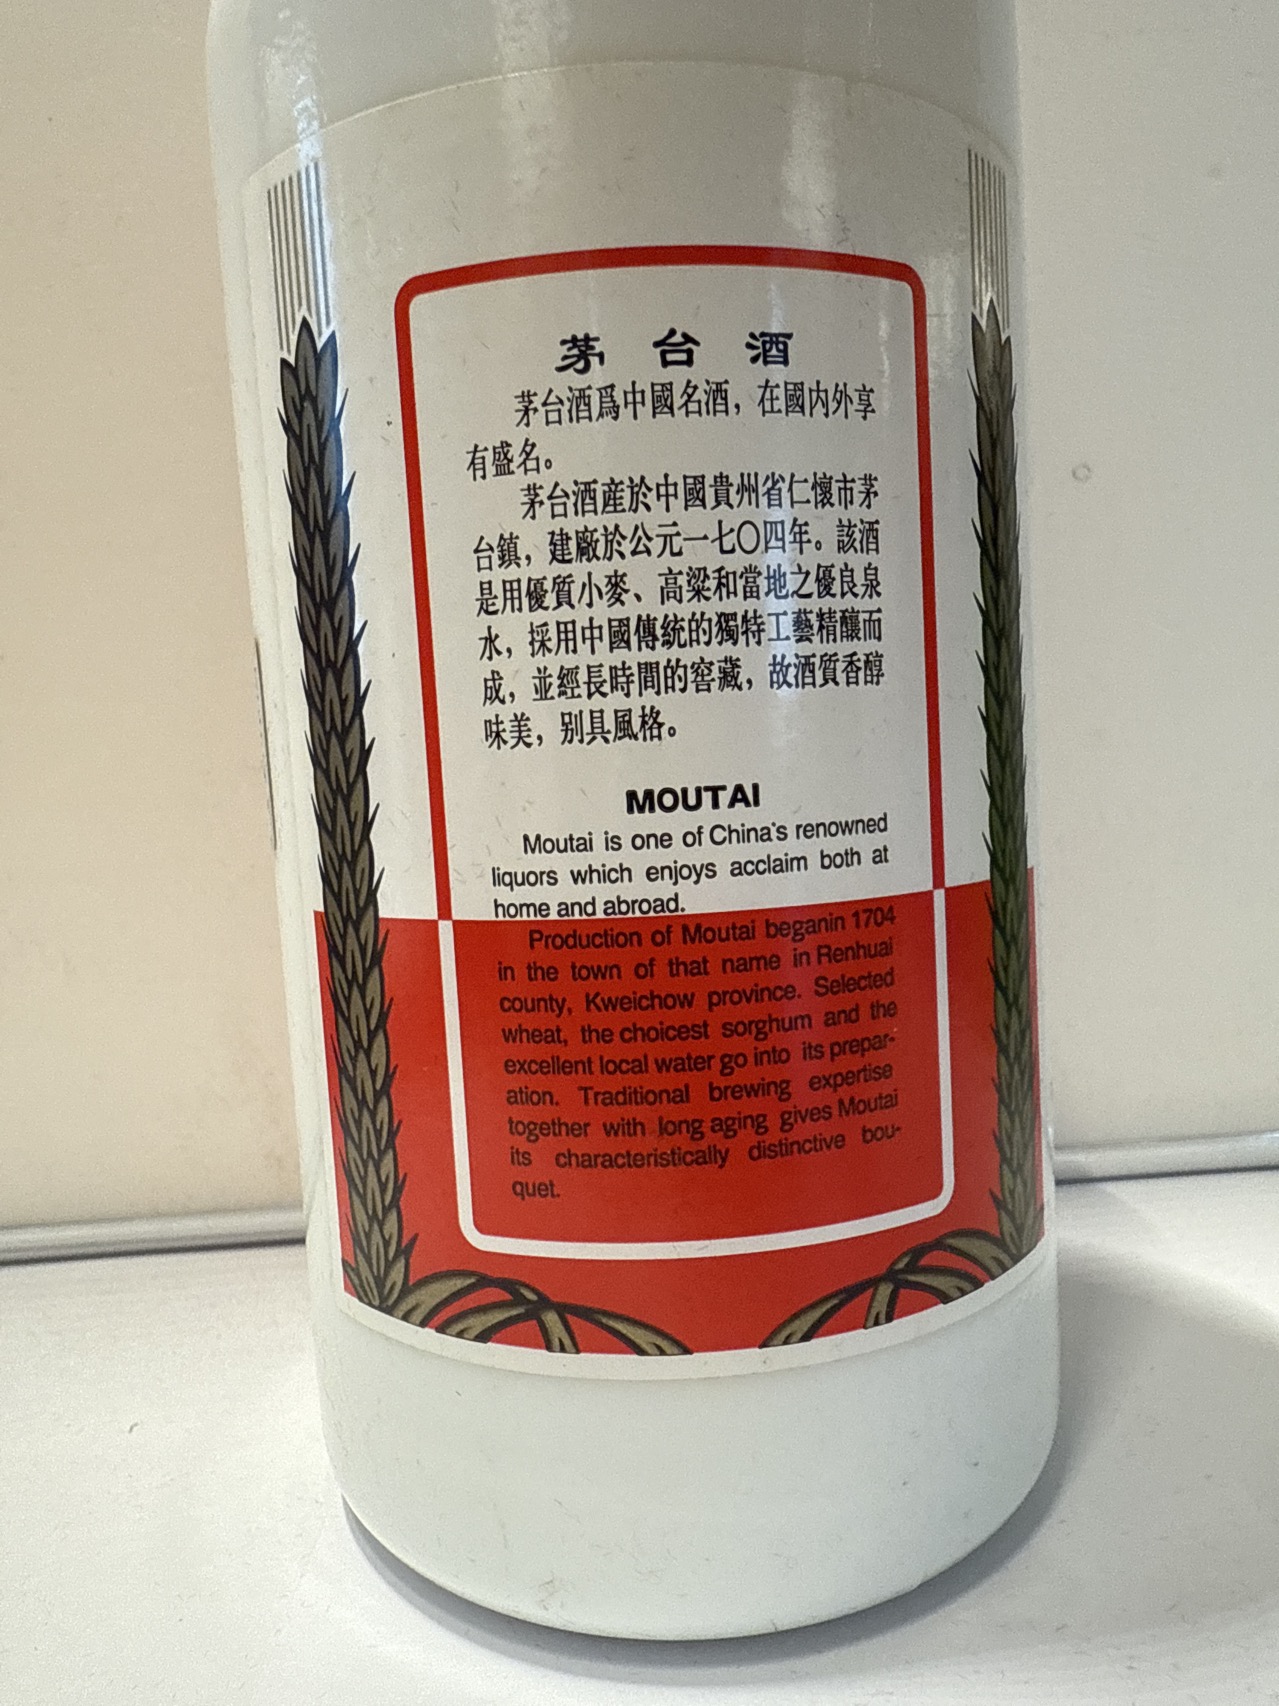 茅台酒
茅台酒爲中國名酒，在國内外享
有盛名。
茅台酒産於中國貴州省仁懷市茅
台鎮，建廠於公元一七〇四年。該酒
是用優質小麥、高粱和當地之優良泉
水，採用中國傳統的獨特工藝精釀而
成，並經長時間的窖藏，故酒質香醇
味美，别具風格。
MOUTAI
Moutai is one of China's renowned
liquors which enjoys acclaim both at
home and abroad.
Production of Moutai beganin 1704
in the town of that name in Renhuai
county, Kweichow province. Selected
wheat, the choicest sorghum and the
excellent local water go into its prepar-
ation. Traditional brewing expertise
together with long aging gives Moutai
its characteristically distinctive bou-
quet.